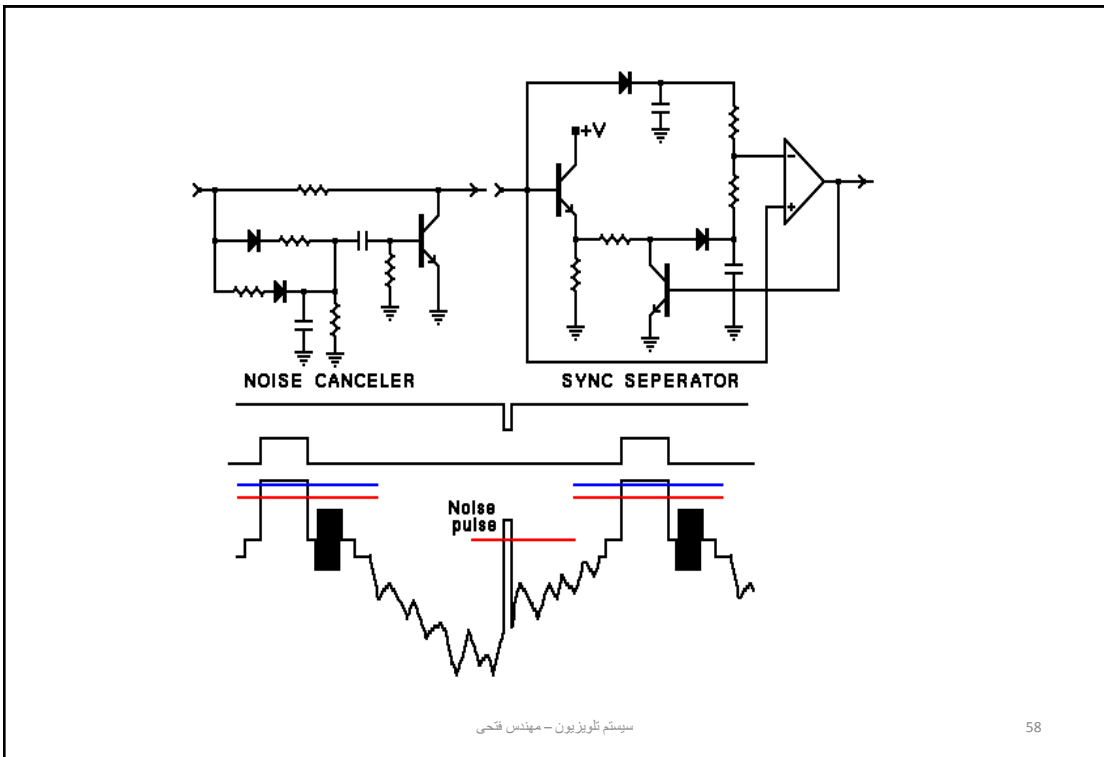 +V
−
+
NOISE CANCELER
SYNC SEPERATOR
Noise
pulse
سیستم تلویزیون – مهندس فتحی
58